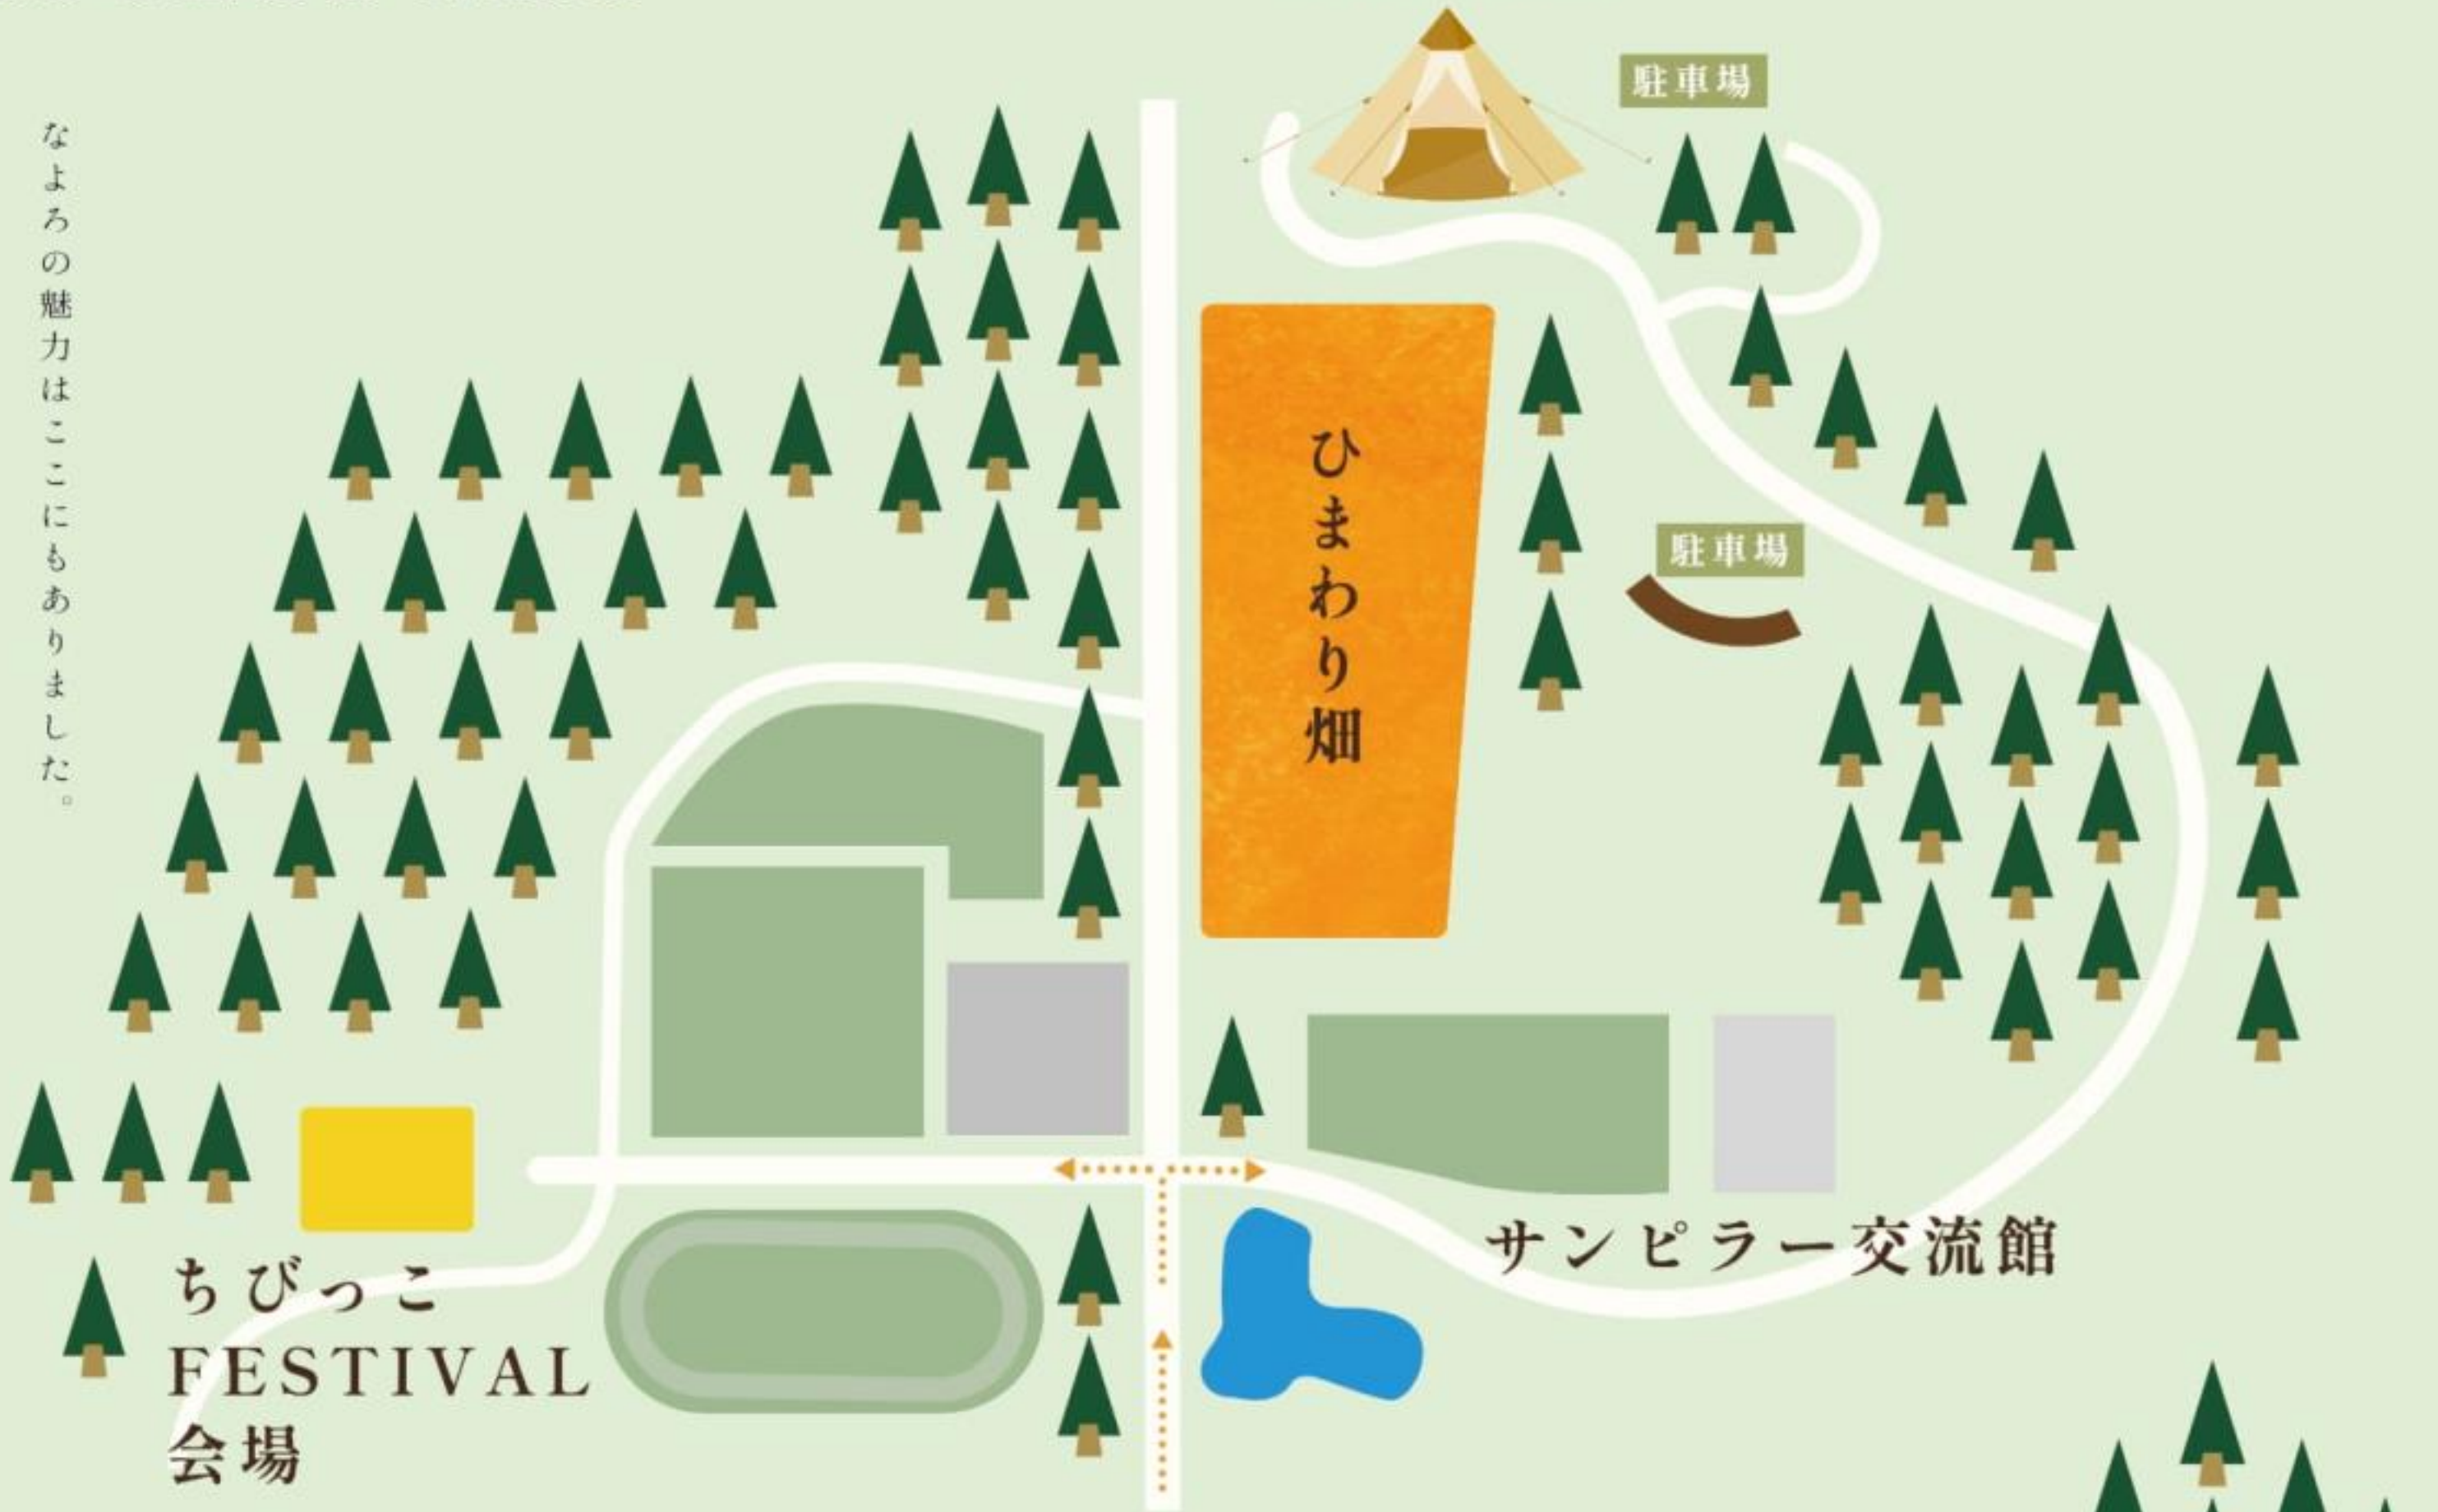 なよろの魅力はここにもありました。
駐車場
ひまわり畑
駐車場
サンピラー交流館
ちびっこ
FESTIVAL
会場